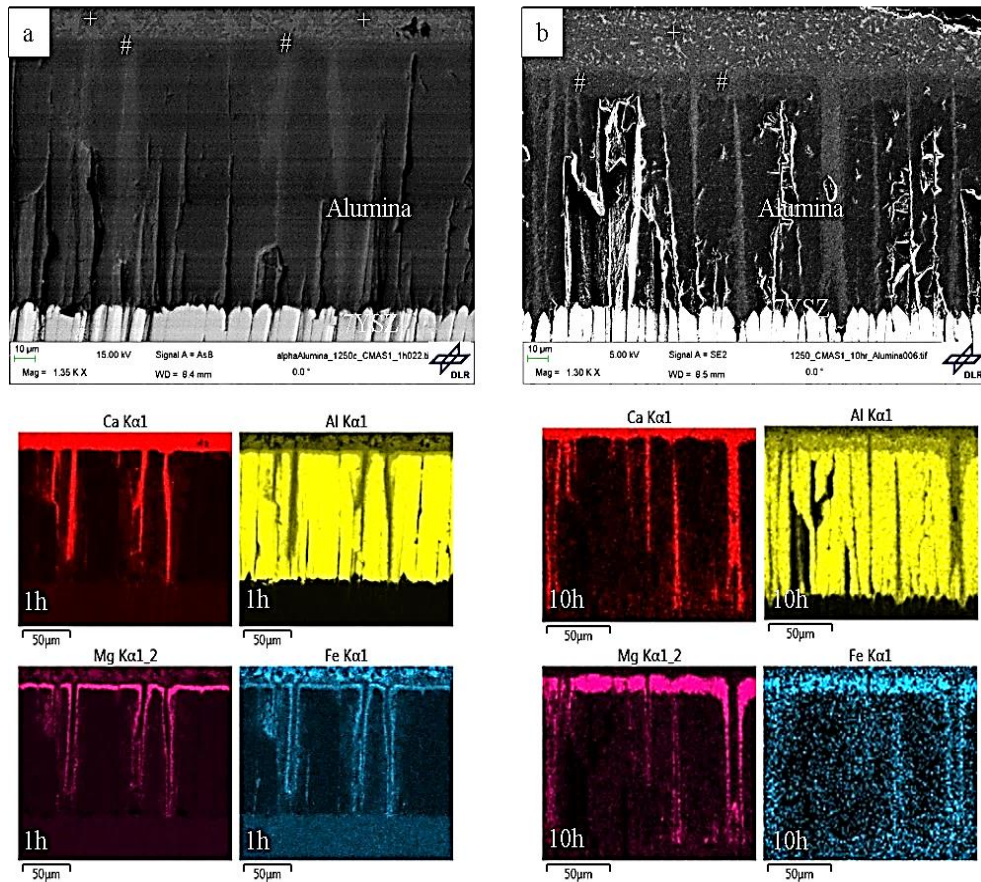 a
+
+
#
#
Alumina
7YSZ
10 µm
15.00 kV
Signal A = AsB
alphaAlumina_1250c_CMAS1_1h022.ti
Mag = 1.35 K X
WD = 8.4 mm
0.0 °
DLR
b
+
#
#
Alumina
7YSZ
10 µm
5.00 kV
Signal A = SE2
1250_CMAS1_10hr_Alumina006.tif
Mag = 1.30 K X
WD = 8.5 mm
0.0 °
DLR
Ca Kα1
1h
50µm
Al Kα1
1h
50µm
Ca Kα1
10h
50µm
Al Kα1
10h
50µm
Mg Kα1_2
1h
50µm
Fe Kα1
1h
50µm
Mg Kα1_2
10h
50µm
Fe Kα1
10h
50µm